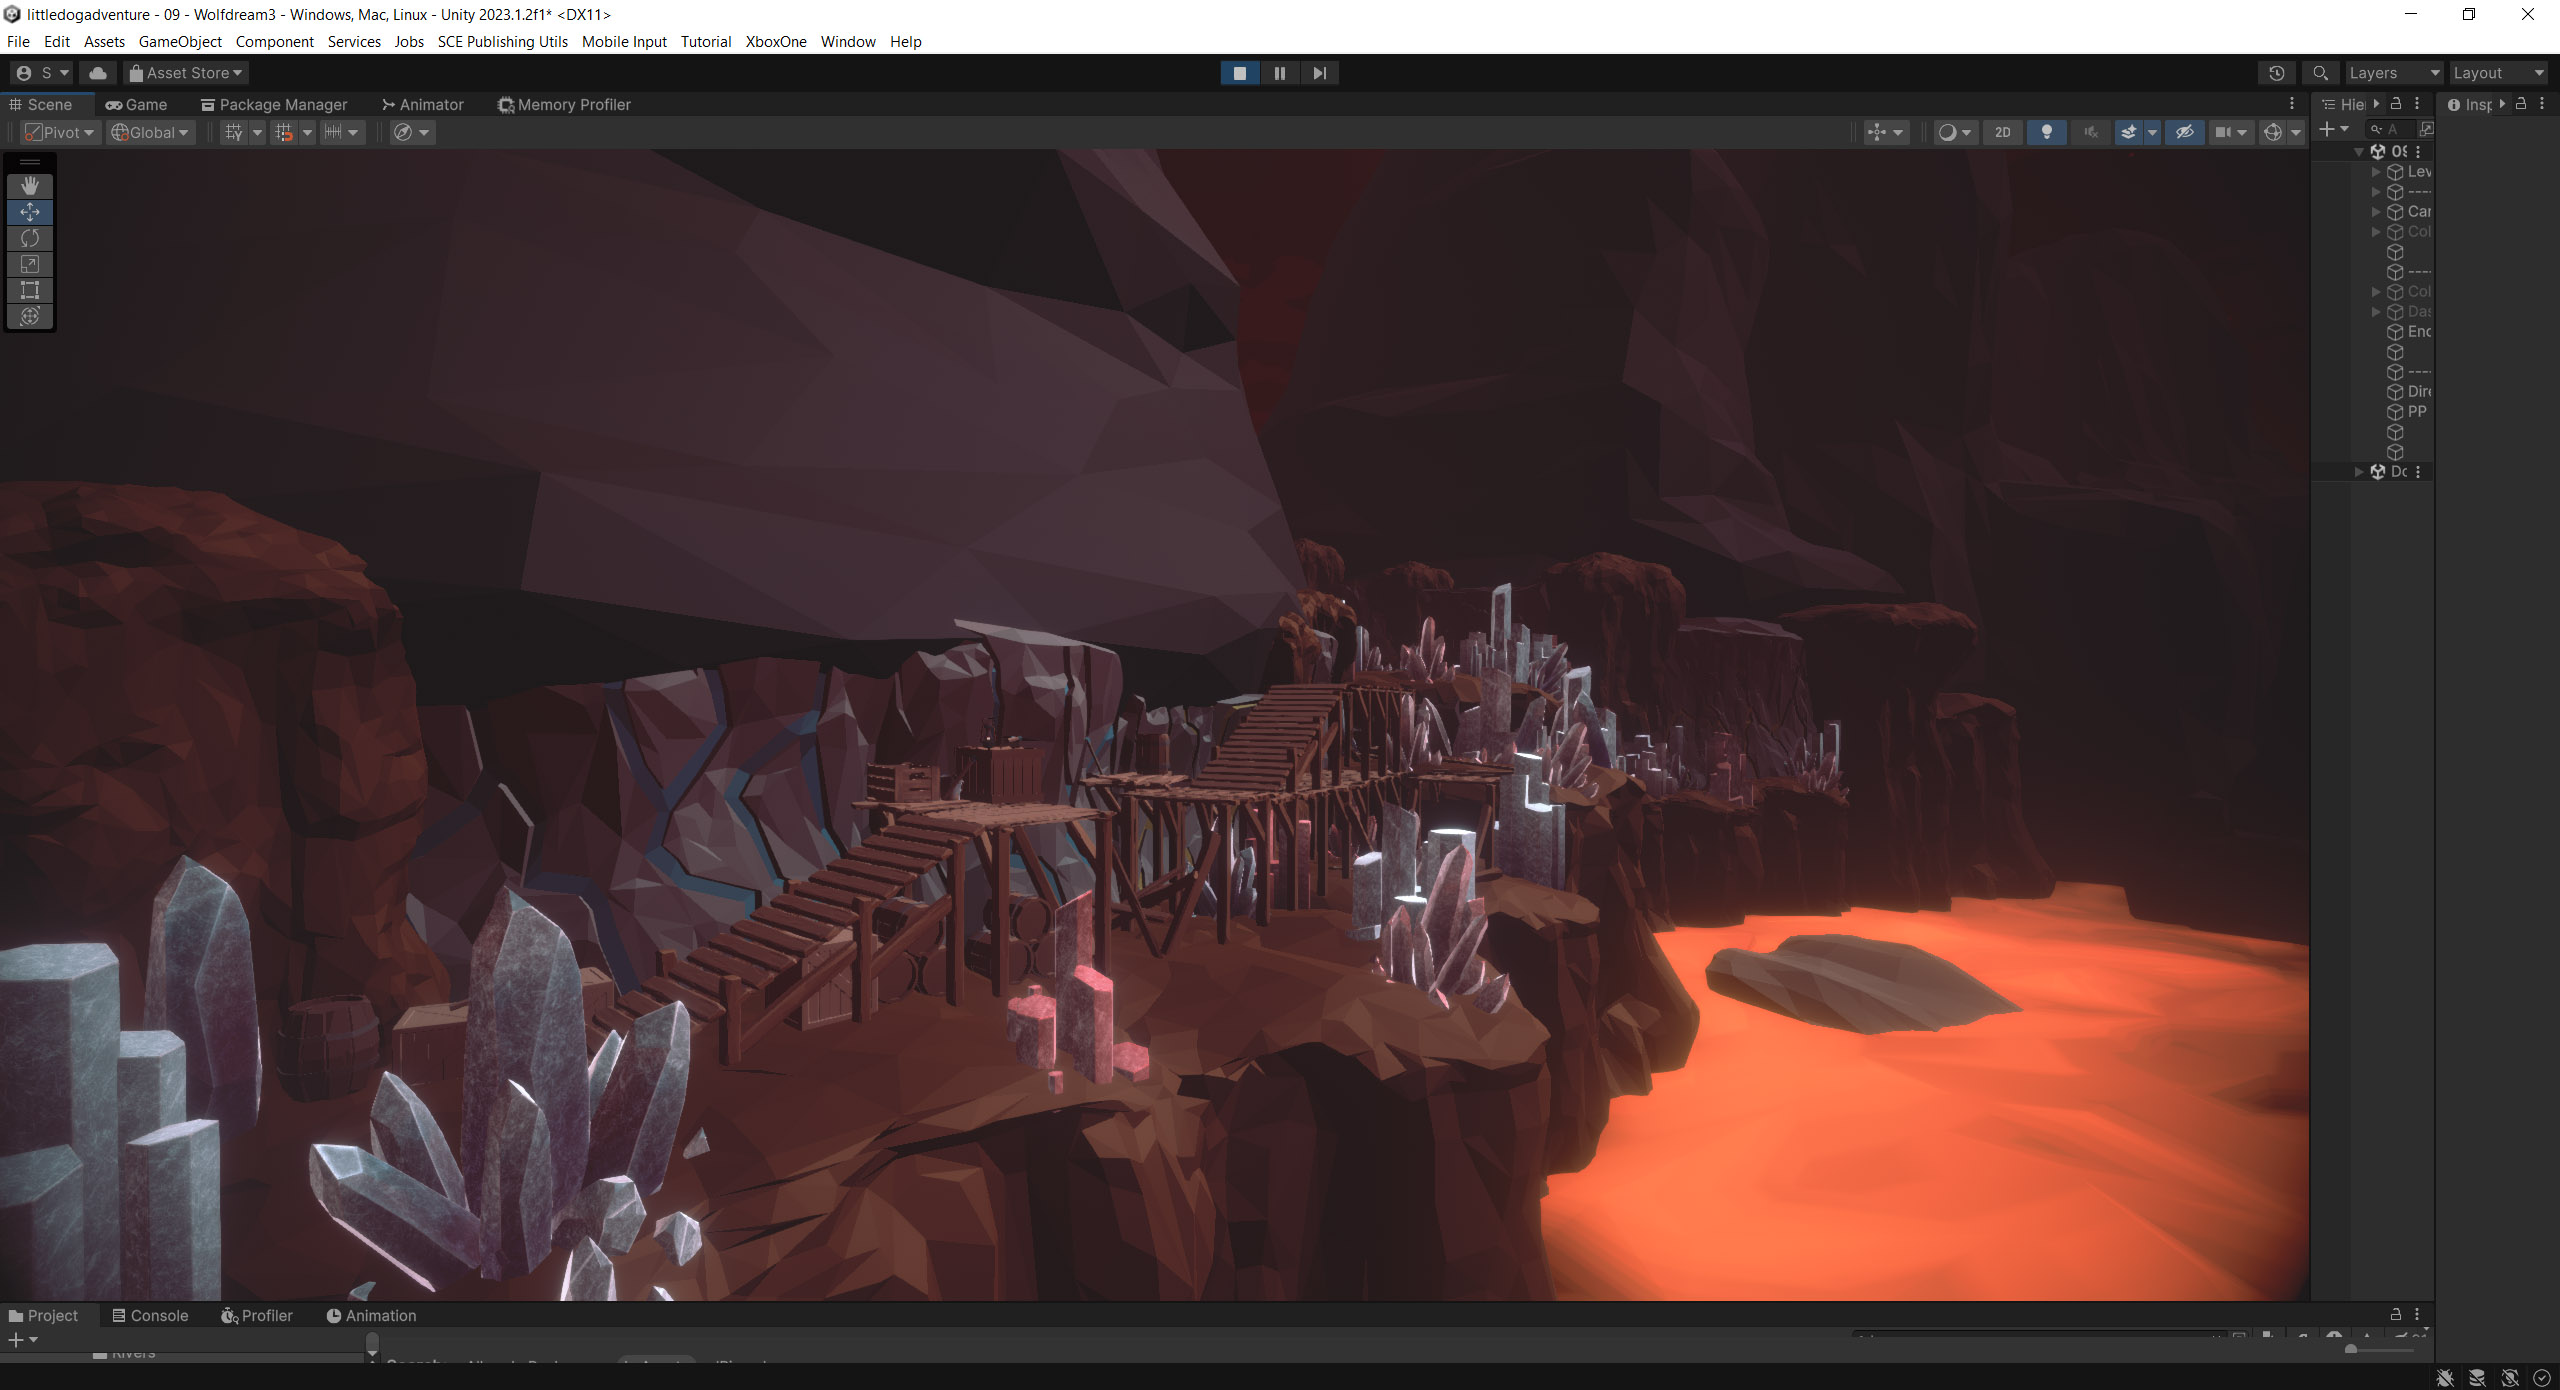 littledogadventure - 09 - Wolfdream3 - Windows, Mac, Linux - Unity 2023.1.2f1* <DX11>
File Edit Assets GameObject Component Services Jobs SCE Publishing Utils Mobile Input Tutorial XboxOne Window Help
S Asset Store Layers Layout
Scene Game Package Manager Animator Memory Profiler Hie Insp
Pivot Global 2D
09
Lev
----
Car
Col
----
Col
Das
Enc
----
Dire
PP
Do
Project Console Profiler Animation
Rivers